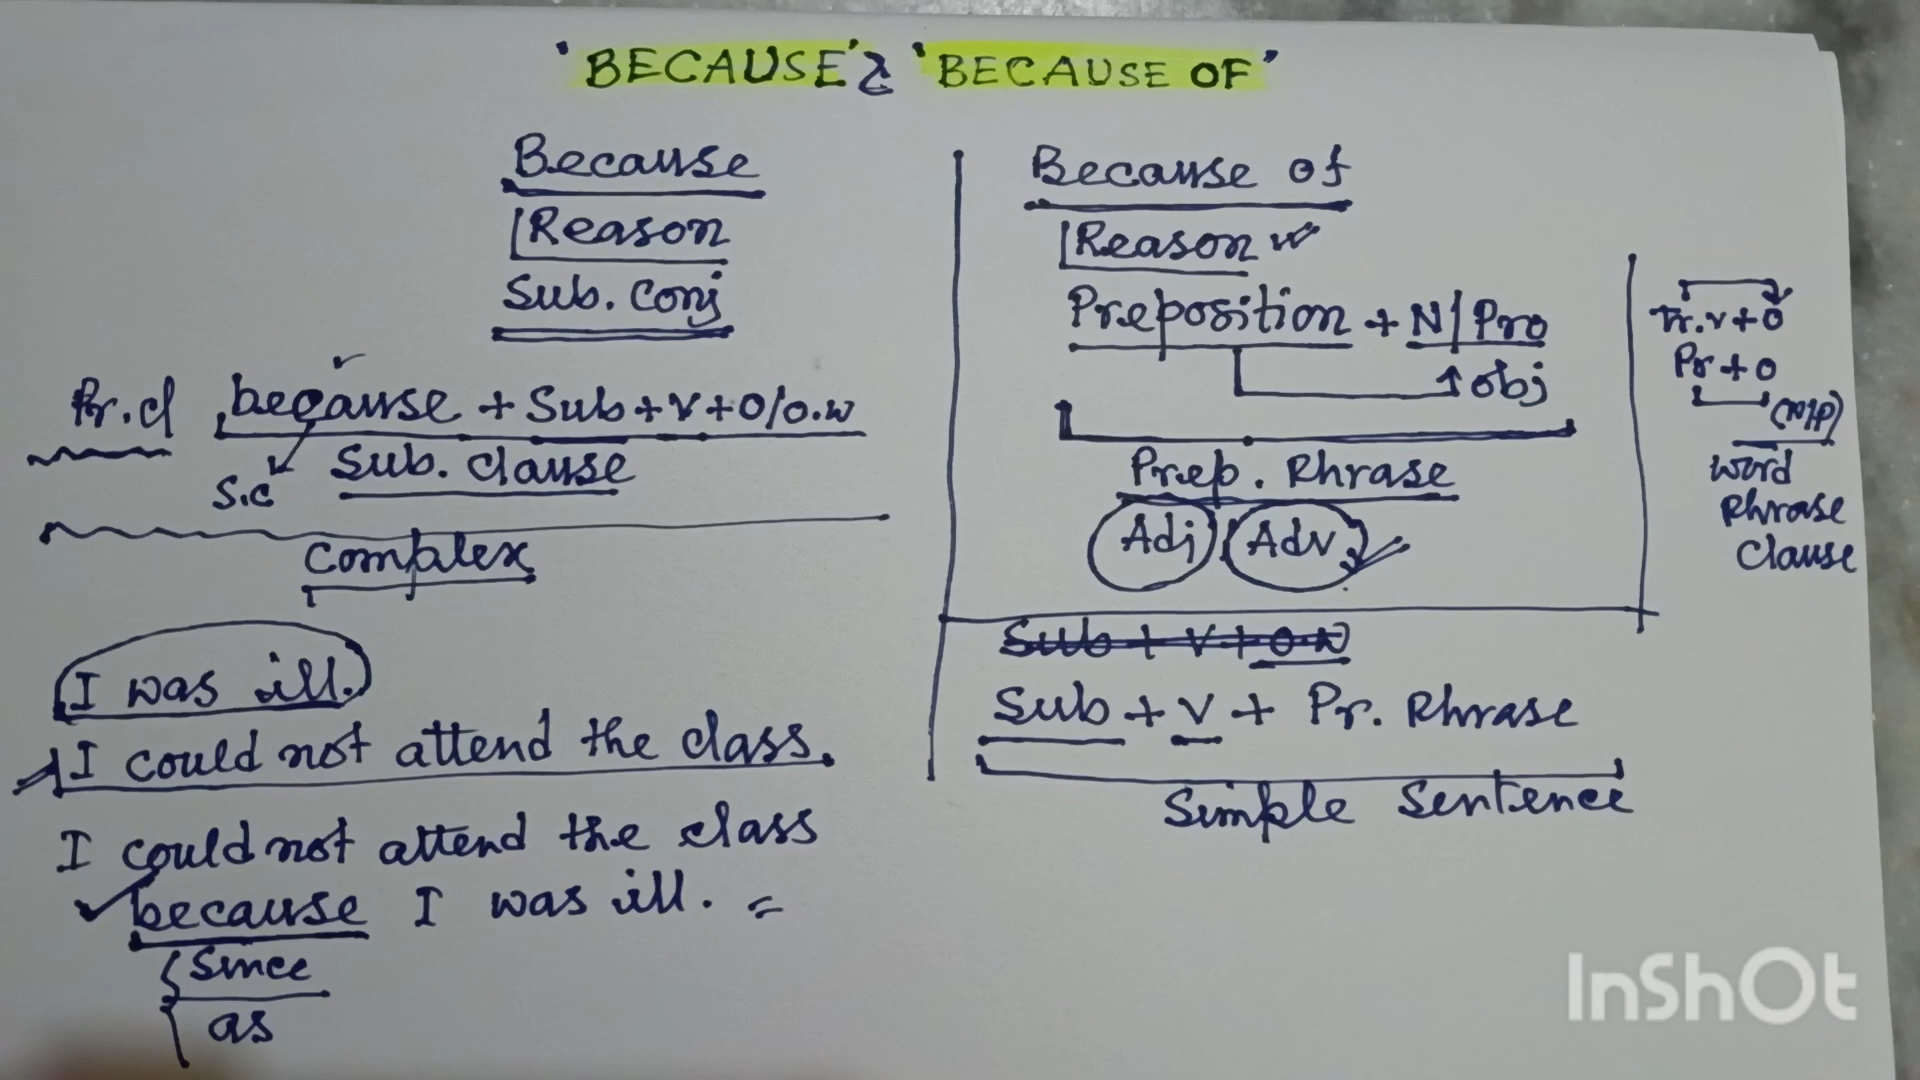 'BECAUSE' & 'BECAUSE OF'
Because
Reason
Sub. Conj
Pr.cl because + Sub + V + O/O.W
S.C Sub. Clause
Complex
I was ill.
I could not attend the class.
I could not attend the class
because I was ill. =
Since
as
Because of
Reason
Preposition + N/Pro
obj
Prep. Phrase
Adj Adv
Sub + V + O.W
Sub + V + Pr. Phrase
Simple Sentence
Tr.V + O
Pr + O
(N/P)
Word
Phrase
Clause
InShOt